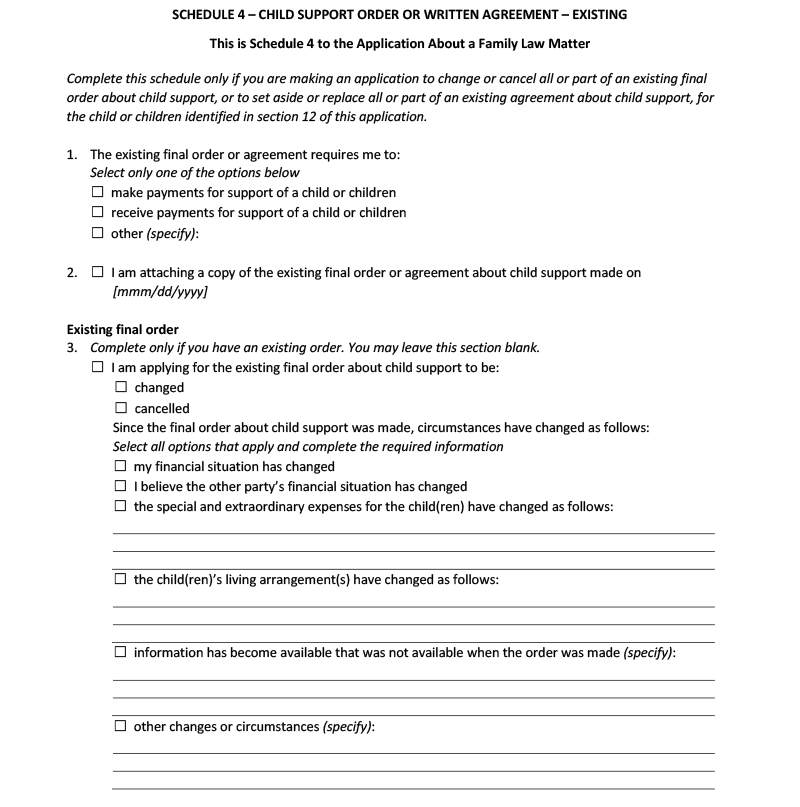 SCHEDULE 4 – CHILD SUPPORT ORDER OR WRITTEN AGREEMENT – EXISTING
This is Schedule 4 to the Application About a Family Law Matter
Complete this schedule only if you are making an application to change or cancel all or part of an existing final
order about child support, or to set aside or replace all or part of an existing agreement about child support, for
the child or children identified in section 12 of this application.
1. The existing final order or agreement requires me to:
Select only one of the options below
☐ make payments for support of a child or children
☐ receive payments for support of a child or children
☐ other (specify):
2. ☐ I am attaching a copy of the existing final order or agreement about child support made on
[mmm/dd/yyyy]
Existing final order
3. Complete only if you have an existing order. You may leave this section blank.
☐ I am applying for the existing final order about child support to be:
☐ changed
☐ cancelled
Since the final order about child support was made, circumstances have changed as follows:
Select all options that apply and complete the required information
☐ my financial situation has changed
☐ I believe the other party's financial situation has changed
☐ the special and extraordinary expenses for the child(ren) have changed as follows:
☐ the child(ren)'s living arrangement(s) have changed as follows:
☐ information has become available that was not available when the order was made (specify):
☐ other changes or circumstances (specify):